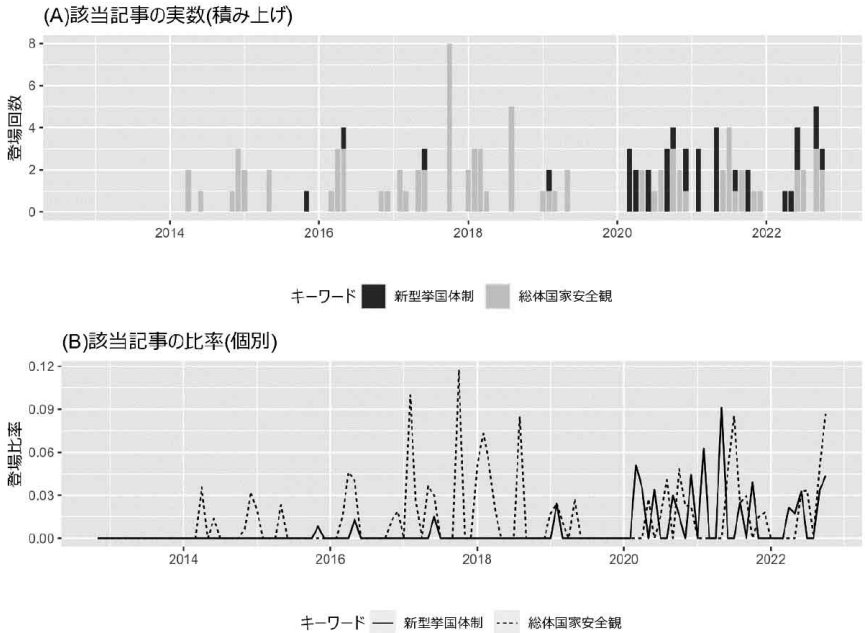 (A)該当記事の実数(積み上げ)
登場回数
8
6
4
2
0
2014 2016 2018 2020 2022
キーワード 新型挙国体制 総体国家安全観
(B)該当記事の比率(個別)
登場比率
0.12
0.09
0.06
0.03
0.00
2014 2016 2018 2020 2022
キーワード 新型挙国体制 総体国家安全観